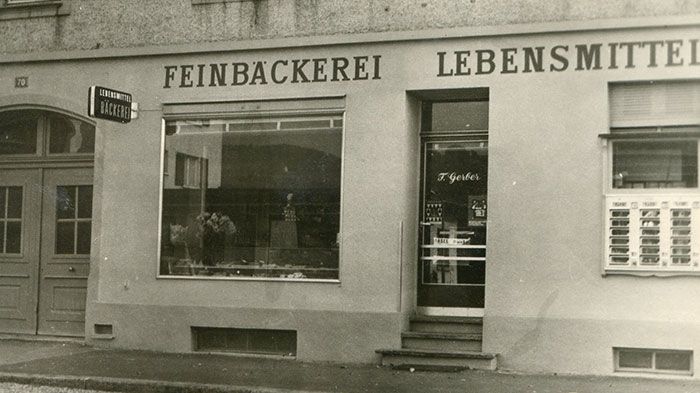 FEINBÄCKEREI
LEBENSMITTEL
70
LEBENSMITTEL
BÄCKEREI
F. Gerber